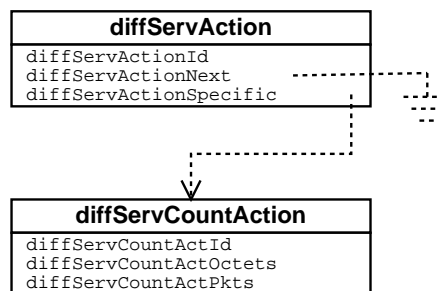 diffServAction
diffServActionId
diffServActionNext
diffServActionSpecific
diffServCountAction
diffServCountActId
diffServCountActOctets
diffServCountActPkts